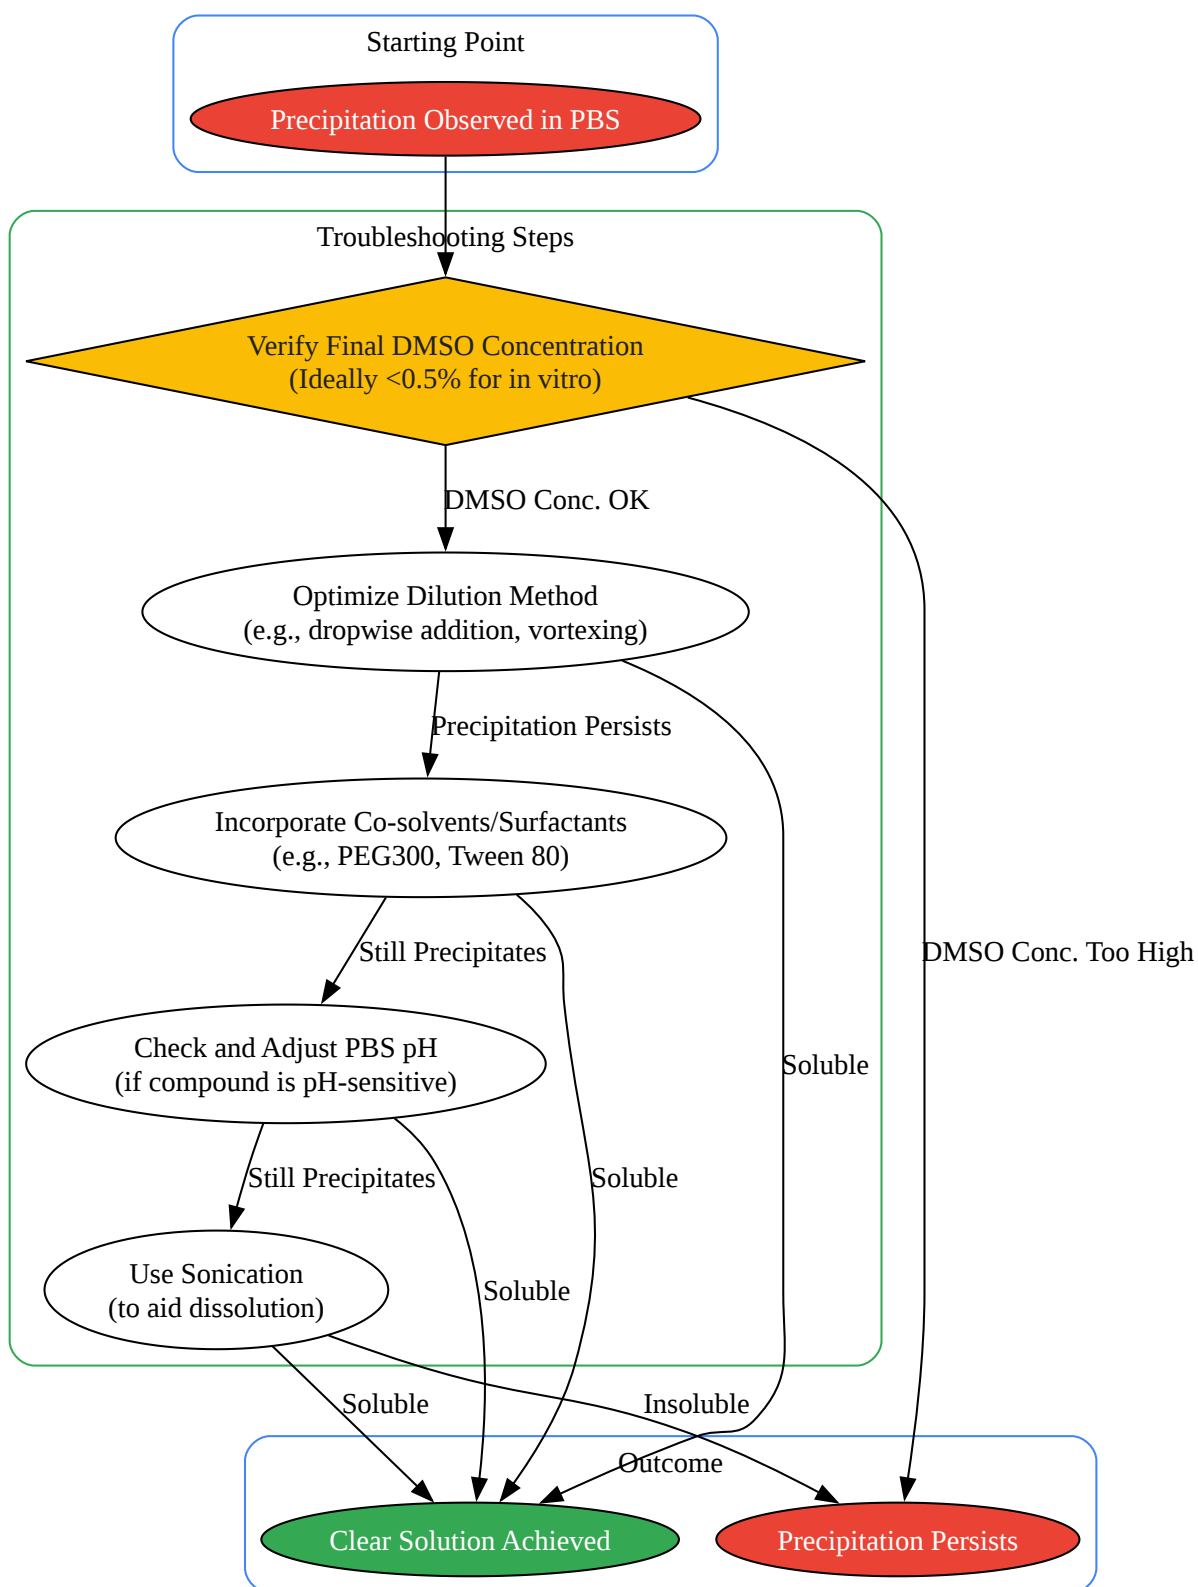 Starting Point
Precipitation Observed in PBS
Troubleshooting Steps
Verify Final DMSO Concentration
(Ideally <0.5% for in vitro)
DMSO Conc. OK
Optimize Dilution Method
(e.g., dropwise addition, vortexing)
Precipitation Persists
Incorporate Co-solvents/Surfactants
(e.g., PEG300, Tween 80)
Still Precipitates
DMSO Conc. Too High
Check and Adjust PBS pH
(if compound is pH-sensitive)
Soluble
Still Precipitates
Soluble
Use Sonication
(to aid dissolution)
Soluble
Soluble
Insoluble
Outcome
Clear Solution Achieved
Precipitation Persists